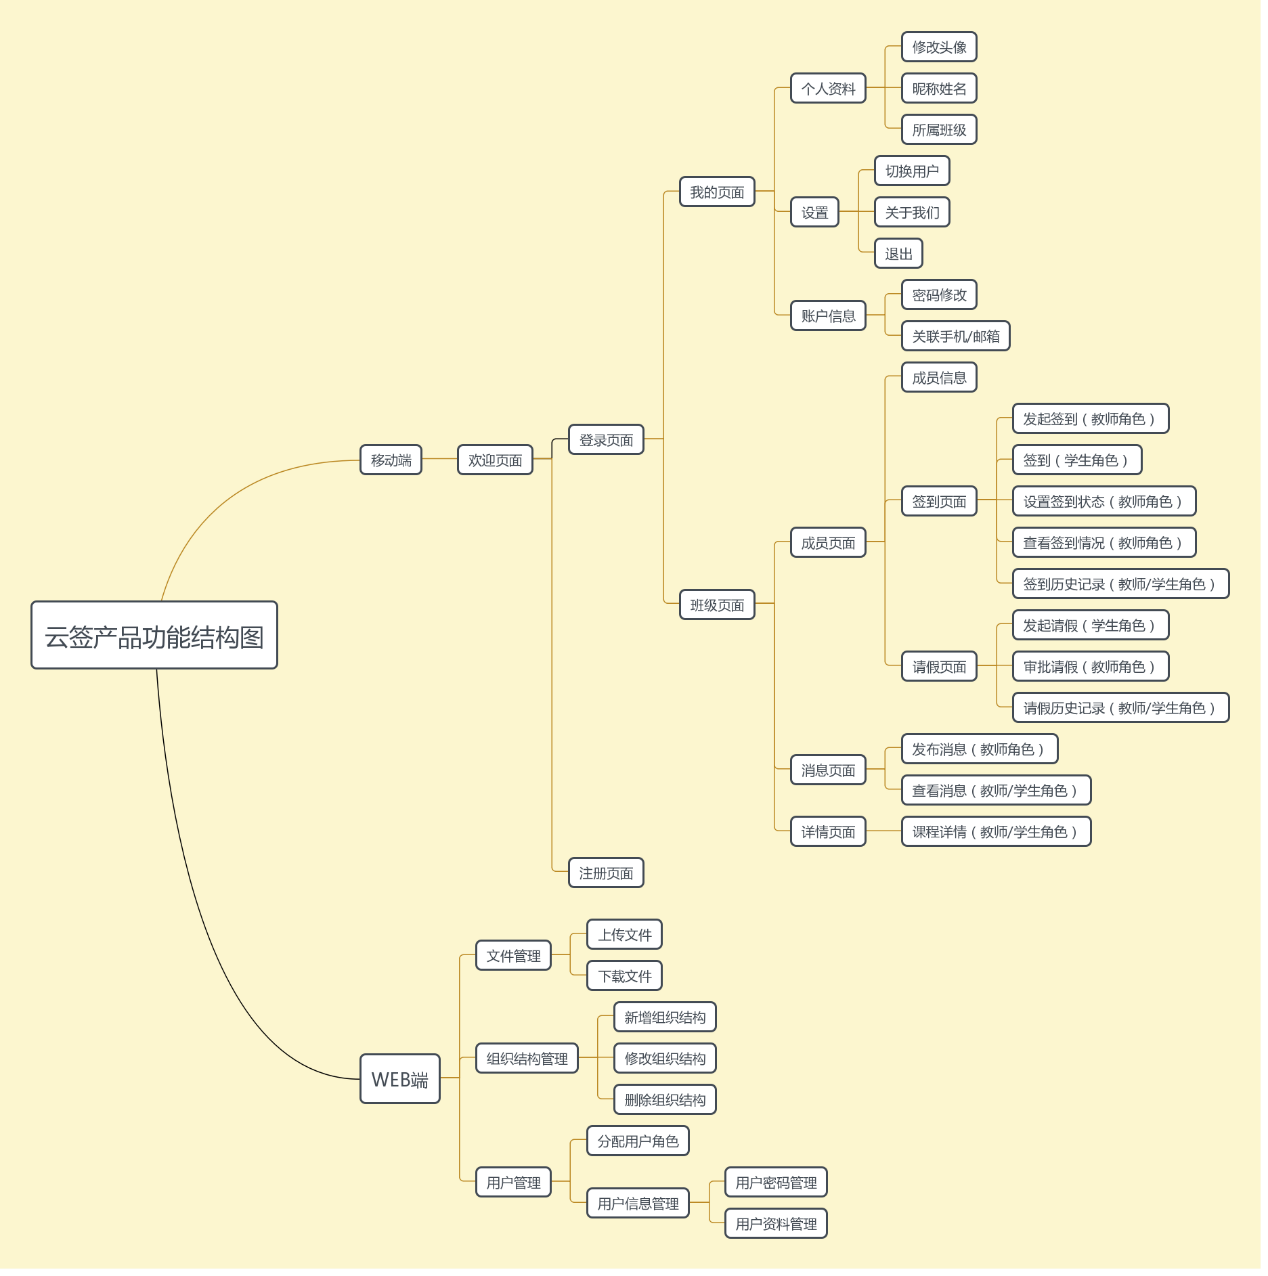 云签产品功能结构图
移动端
欢迎页面
登录页面
我的页面
个人资料
修改头像
昵称姓名
所属班级
设置
切换用户
关于我们
退出
账户信息
密码修改
关联手机/邮箱
班级页面
成员页面
成员信息
签到页面
发起签到（教师角色）
签到（学生角色）
设置签到状态（教师角色）
查看签到情况（教师角色）
签到历史记录（教师/学生角色）
请假页面
发起请假（学生角色）
审批请假（教师角色）
请假历史记录（教师/学生角色）
消息页面
发布消息（教师角色）
查看消息（教师/学生角色）
详情页面
课程详情（教师/学生角色）
注册页面
WEB端
文件管理
上传文件
下载文件
组织结构管理
新增组织结构
修改组织结构
删除组织结构
用户管理
分配用户角色
用户信息管理
用户密码管理
用户资料管理